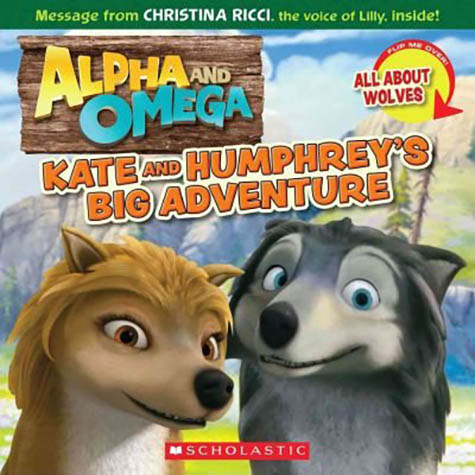 Message from CHRISTINA RICCI, the voice of Lilly, inside!
ALPHA AND
OMEGA
FLIP ME OVER!
ALL ABOUT
WOLVES
KATE AND HUMPHREY'S
BIG ADVENTURE
SCHOLASTIC